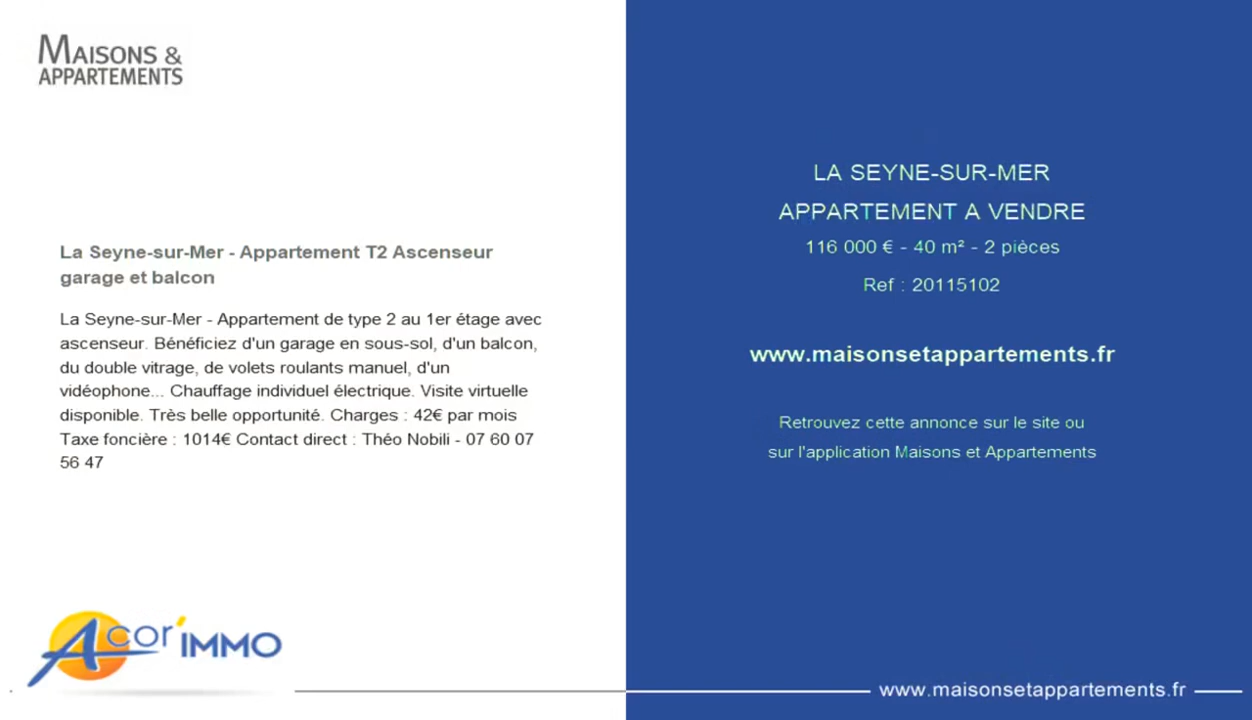 MAISONS &
APPARTEMENTS
La Seyne-sur-Mer - Appartement T2 Ascenseur
garage et balcon
La Seyne-sur-Mer - Appartement de type 2 au 1er étage avec
ascenseur. Bénéficiez d'un garage en sous-sol, d'un balcon,
du double vitrage, de volets roulants manuel, d'un
vidéophone... Chauffage individuel électrique. Visite virtuelle
disponible. Très belle opportunité. Charges : 42€ par mois
Taxe foncière : 1014€ Contact direct : Théo Nobili - 07 60 07
56 47
Acor'IMMO
LA SEYNE-SUR-MER
APPARTEMENT A VENDRE
116 000 € - 40 m² - 2 pièces
Ref : 20115102
www.maisonsetappartements.fr
Retrouvez cette annonce sur le site ou
sur l'application Maisons et Appartements
www.maisonsetappartements.fr